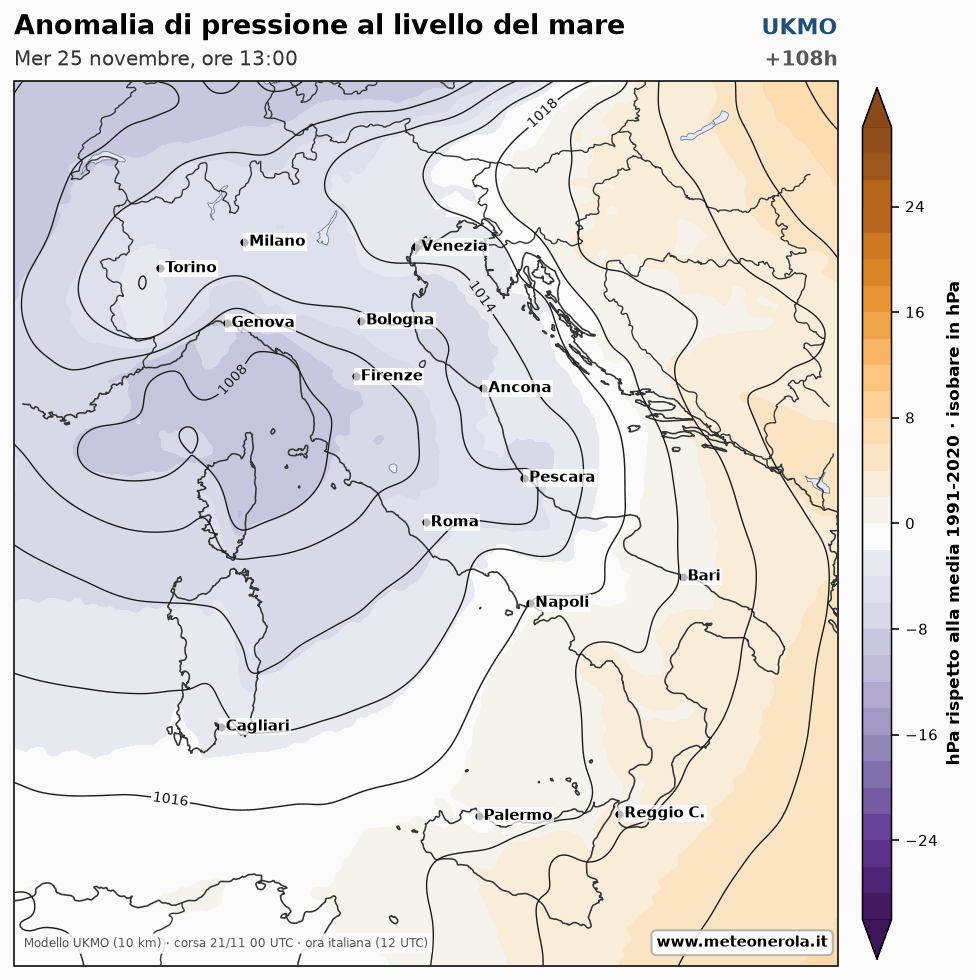 Anomalia di pressione al livello del mare
UKMO
Mer 25 novembre, ore 13:00
+108h
1018
Milano
Venezia
Torino
1014
Genova
Bologna
1008
Firenze
Ancona
Pescara
Roma
Bari
Napoli
Cagliari
1016
Palermo
Reggio C.
Modello UKMO (10 km) · corsa 21/11 00 UTC · ora italiana (12 UTC)
www.meteonerola.it
24
16
8
0
−8
−16
−24
hPa rispetto alla media 1991-2020 · isobare in hPa